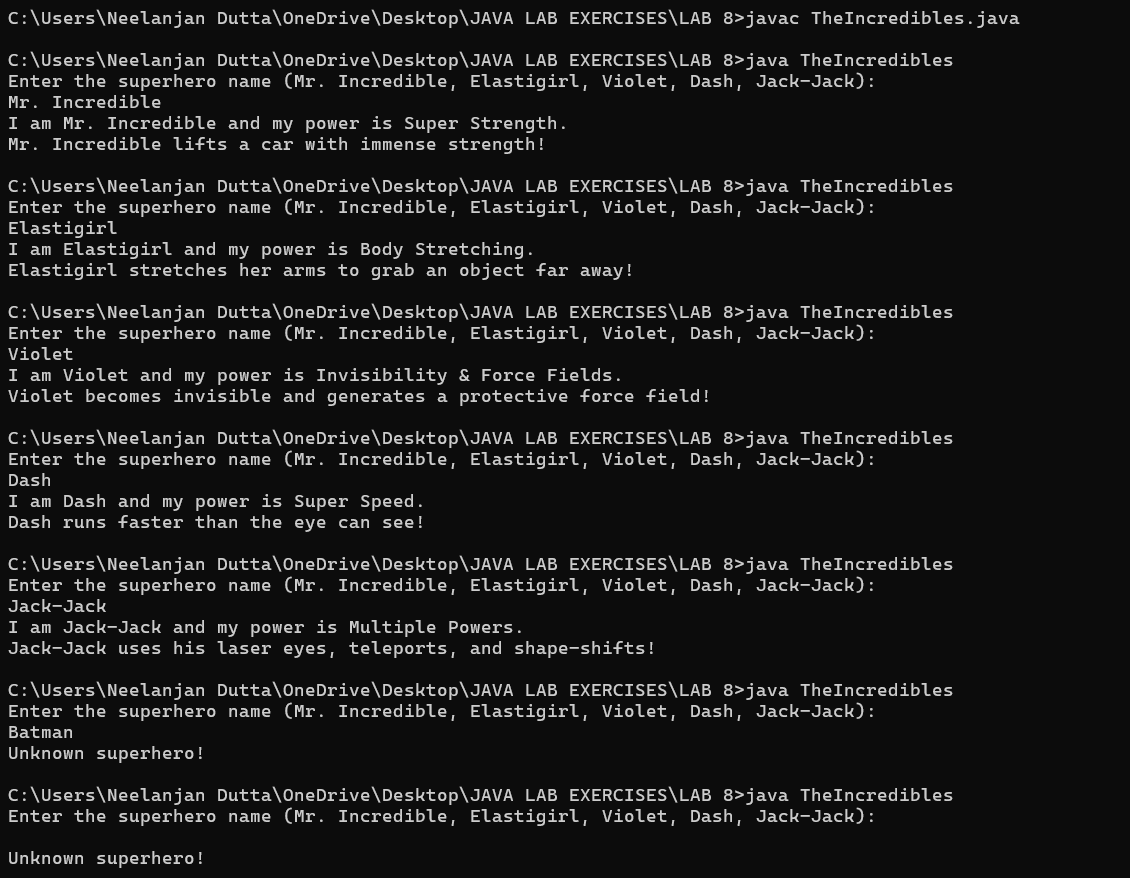 C:\Users\Neelanjan Dutta\OneDrive\Desktop\JAVA LAB EXERCISES\LAB 8>javac TheIncredibles.java
C:\Users\Neelanjan Dutta\OneDrive\Desktop\JAVA LAB EXERCISES\LAB 8>java TheIncredibles
Enter the superhero name (Mr. Incredible, Elastigirl, Violet, Dash, Jack-Jack):
Mr. Incredible
I am Mr. Incredible and my power is Super Strength.
Mr. Incredible lifts a car with immense strength!
C:\Users\Neelanjan Dutta\OneDrive\Desktop\JAVA LAB EXERCISES\LAB 8>java TheIncredibles
Enter the superhero name (Mr. Incredible, Elastigirl, Violet, Dash, Jack-Jack):
Elastigirl
I am Elastigirl and my power is Body Stretching.
Elastigirl stretches her arms to grab an object far away!
C:\Users\Neelanjan Dutta\OneDrive\Desktop\JAVA LAB EXERCISES\LAB 8>java TheIncredibles
Enter the superhero name (Mr. Incredible, Elastigirl, Violet, Dash, Jack-Jack):
Violet
I am Violet and my power is Invisibility & Force Fields.
Violet becomes invisible and generates a protective force field!
C:\Users\Neelanjan Dutta\OneDrive\Desktop\JAVA LAB EXERCISES\LAB 8>java TheIncredibles
Enter the superhero name (Mr. Incredible, Elastigirl, Violet, Dash, Jack-Jack):
Dash
I am Dash and my power is Super Speed.
Dash runs faster than the eye can see!
C:\Users\Neelanjan Dutta\OneDrive\Desktop\JAVA LAB EXERCISES\LAB 8>java TheIncredibles
Enter the superhero name (Mr. Incredible, Elastigirl, Violet, Dash, Jack-Jack):
Jack-Jack
I am Jack-Jack and my power is Multiple Powers.
Jack-Jack uses his laser eyes, teleports, and shape-shifts!
C:\Users\Neelanjan Dutta\OneDrive\Desktop\JAVA LAB EXERCISES\LAB 8>java TheIncredibles
Enter the superhero name (Mr. Incredible, Elastigirl, Violet, Dash, Jack-Jack):
Batman
Unknown superhero!
C:\Users\Neelanjan Dutta\OneDrive\Desktop\JAVA LAB EXERCISES\LAB 8>java TheIncredibles
Enter the superhero name (Mr. Incredible, Elastigirl, Violet, Dash, Jack-Jack):
Unknown superhero!